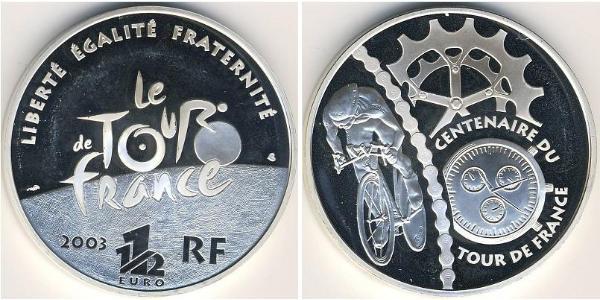 LIBERTÉ ÉGALITÉ FRATERNITÉ
Le
de TOUR
france
2003 1 1/2 RF
EURO
CENTENAIRE DU
TOUR DE FRANCE